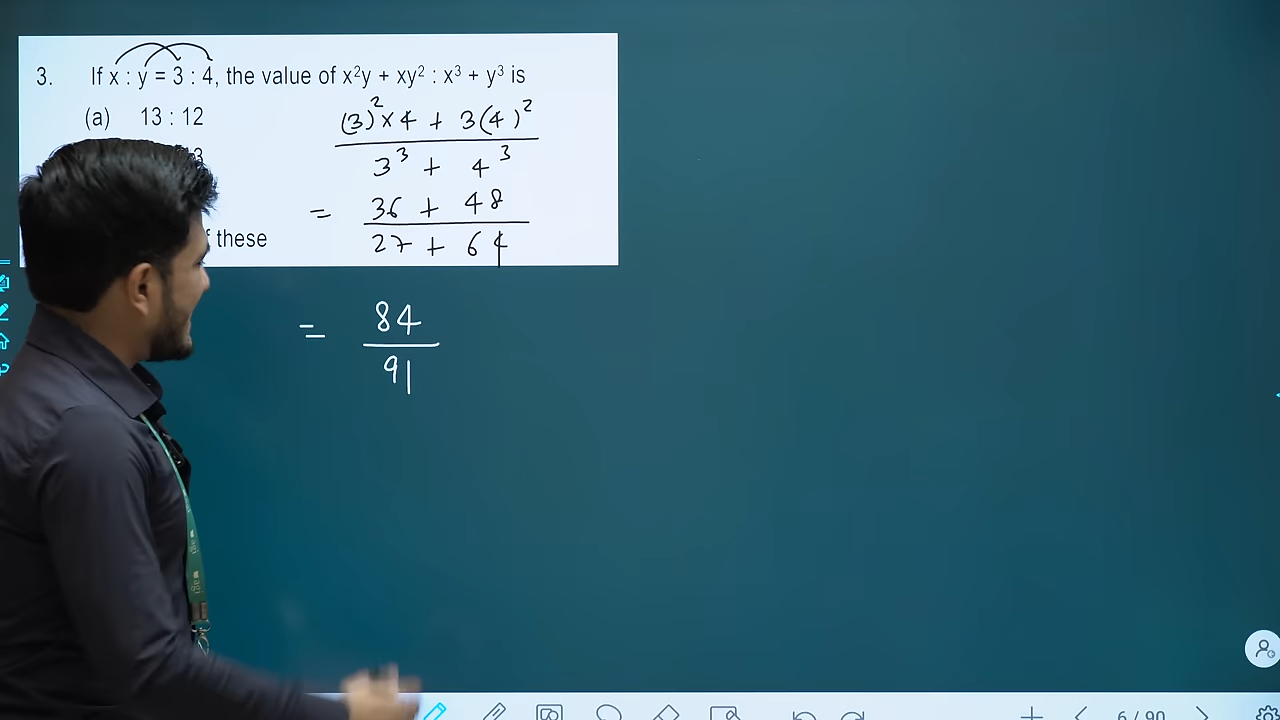 3. If x : y = 3 : 4, the value of x²y + xy² : x³ + y³ is
(a) 13 : 12
(3)² × 4 + 3(4)²
3³ + 4³
= 36 + 48
27 + 64
these
= 84
91
6 / 90